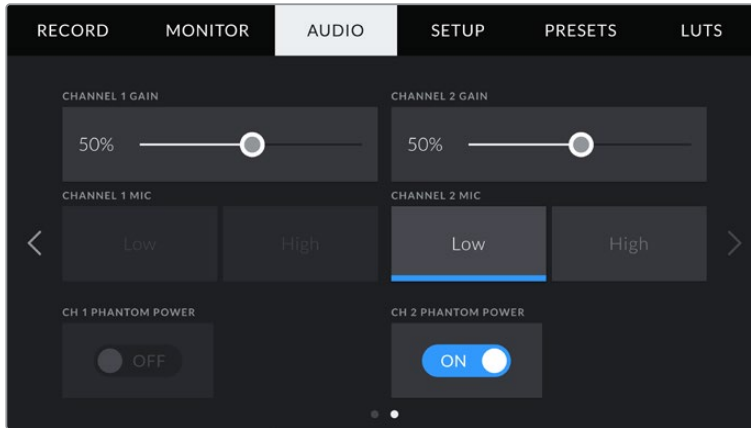 RECORD MONITOR AUDIO SETUP PRESETS LUTS
CHANNEL 1 GAIN CHANNEL 2 GAIN
50% 50%
CHANNEL 1 MIC CHANNEL 2 MIC
Low High Low High
CH 1 PHANTOM POWER CH 2 PHANTOM POWER
OFF ON